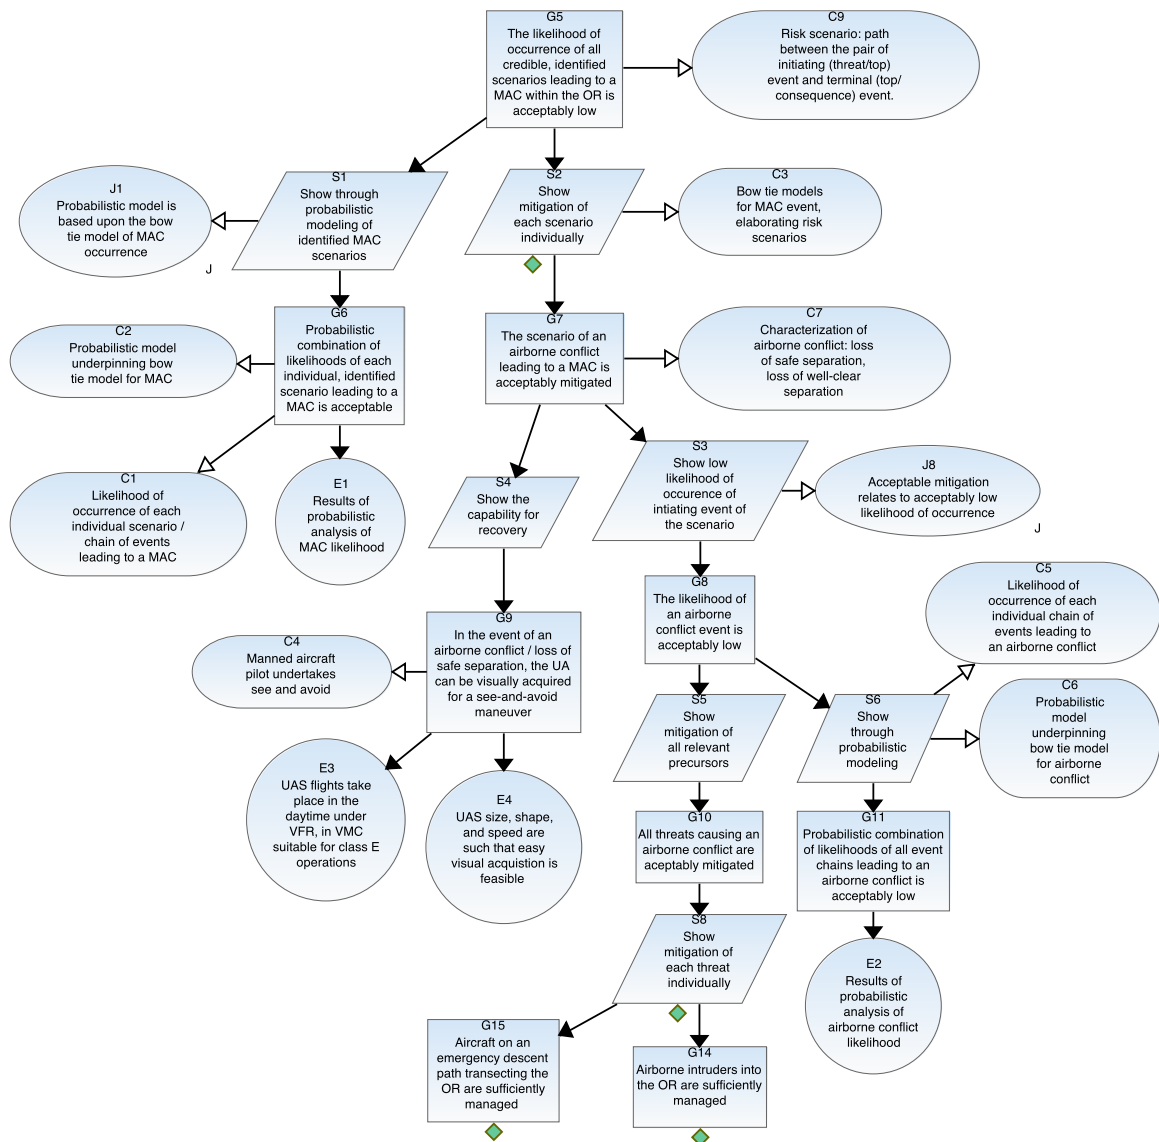 G5
The likelihood of
occurrence of all
credible, identified
scenarios leading to a
MAC within the OR is
acceptably low
C9
Risk scenario: path
between the pair of
initiating (threat/top)
event and terminal (top/
consequence) event.
J1
Probabilistic model is
based upon the bow
tie model of MAC
occurrence
J
S1
Show through
probabilistic
modeling of
identified MAC
scenarios
S2
Show
mitigation of
each scenario
individually
C3
Bow tie models
for MAC event,
elaborating risk
scenarios
C2
Probabilistic model
underpinning bow
tie model for MAC
G6
Probabilistic
combination of
likelihoods of each
individual, identified
scenario leading to a
MAC is acceptable
G7
The scenario of an
airborne conflict
leading to a MAC is
acceptably mitigated
C7
Characterization of
airborne conflict: loss
of safe separation,
loss of well-clear
separation
C1
Likelihood of
occurrence of each
individual scenario /
chain of events
leading to a MAC
E1
Results of
probabilistic
analysis of
MAC likelihood
S4
Show the
capability for
recovery
S3
Show low
likelihood of
occurence of
intiating event of
the scenario
J8
Acceptable mitigation
relates to acceptably low
likelihood of occurrence
J
C4
Manned aircraft
pilot undertakes
see and avoid
G9
In the event of an
airborne conflict / loss of
safe separation, the UA
can be visually acquired
for a see-and-avoid
maneuver
G8
The likelihood of
an airborne
conflict event is
acceptably low
C5
Likelihood of
occurrence of each
individual chain of
events leading to
an airborne conflict
S5
Show
mitigation of
all relevant
precursors
S6
Show
through
probabilistic
modeling
C6
Probabilistic
model
underpinning
bow tie model
for airborne
conflict
E3
UAS flights take
place in the
daytime under
VFR, in VMC
suitable for class E
operations
E4
UAS size, shape,
and speed are
such that easy
visual acquistion is
feasible
G10
All threats causing an
airborne conflict are
aceptably mitigated
G11
Probabilistic combination
of likelihoods of all event
chains leading to an
airborne conflict is
acceptably low
S8
Show
mitigation of
each threat
individually
E2
Results of
probabilistic
analysis of
airborne conflict
likelihood
G15
Aircraft on an
emergency descent
path transecting the
OR are sufficiently
managed
G14
Airborne intruders into
the OR are sufficiently
managed